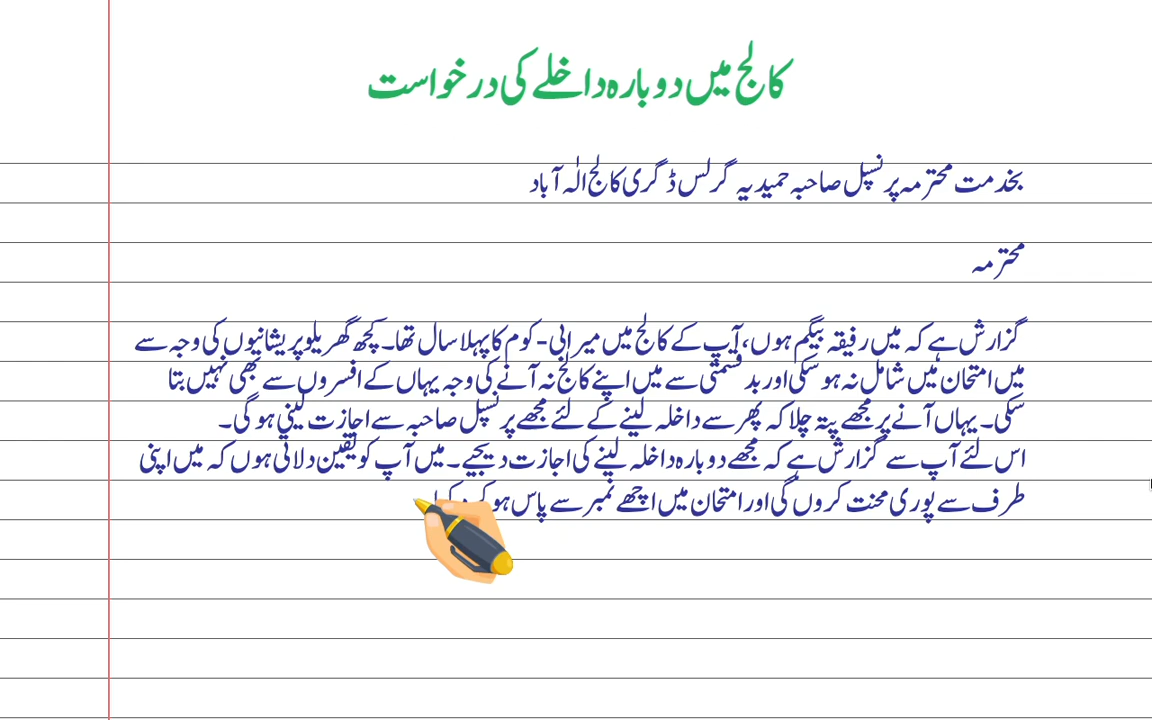 کالج میں دوبارہ داخلے کی درخواست
بخدمت محترمہ پرنسپل صاحبہ حمیدیہ گرلس ڈگری کالج الٰہ آباد
محترمہ
گزارش ہے کہ میں رفیقہ بیگم ہوں، آپ کے کالج میں میرا بی-کوم کا پہلا سال تھا۔ کچھ گھریلو پریشانیوں کی وجہ سے
میں امتحان میں شامل نہ ہو سکی اور بدقسمتی سے میں اپنے کالج نہ آنے کی وجہ یہاں کے افسروں سے بھی نہیں بتا
سکی۔ یہاں آنے پر مجھے پتہ چلا کہ پھر سے داخلہ لینے کے لئے مجھے پرنسپل صاحبہ سے اجازت لینی ہو گی۔
اس لئے آپ سے گزارش ہے کہ مجھے دوبارہ داخلہ لینے کی اجازت دیجیے۔ میں آپ کو یقین دلاتی ہوں کہ میں اپنی
طرف سے پوری محنت کروں گی اور امتحان میں اچھے نمبر سے پاس ہو کر